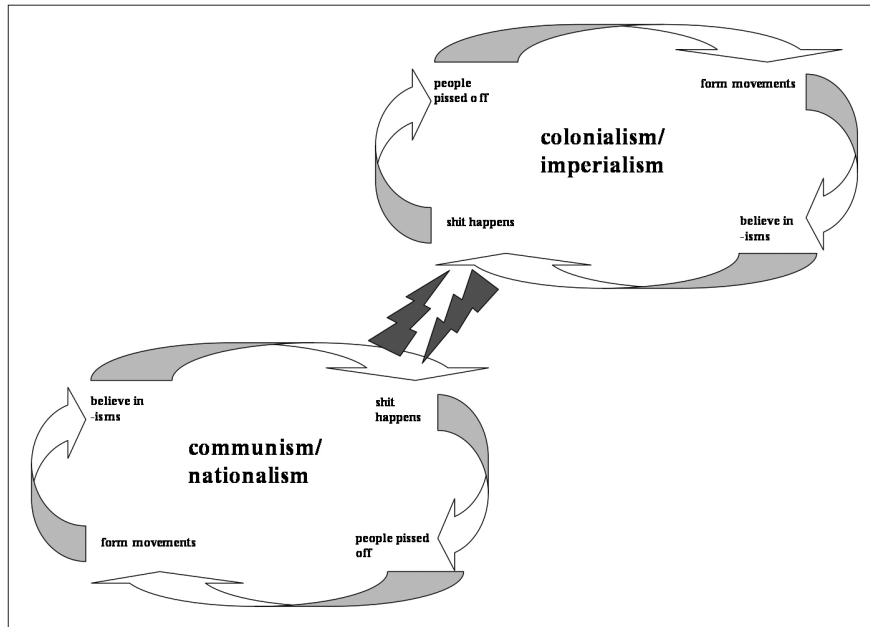 people
pissed off
form movements
colonialism/
imperialism
shit happens
believe in
-isms
believe in
-isms
shit
happens
communism/
nationalism
form movements
people pissed
off